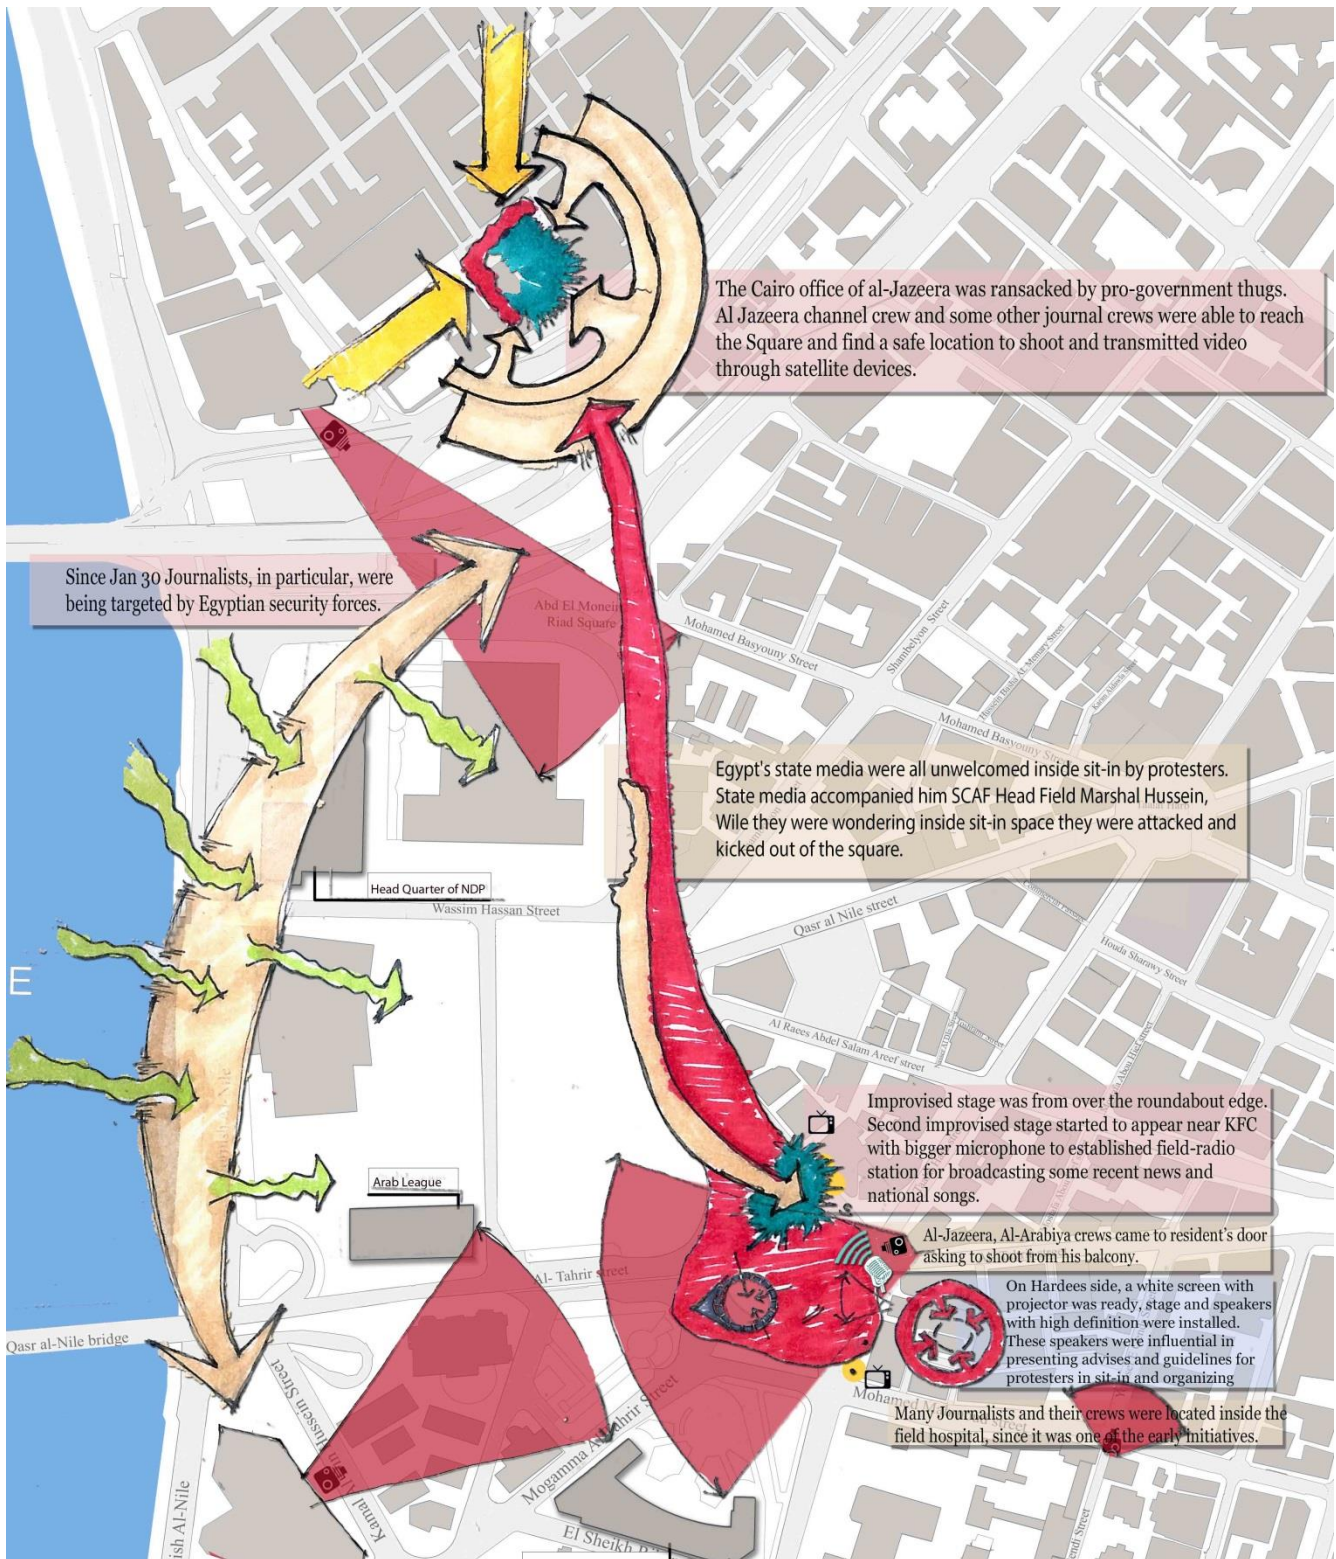 The Cairo office of al-Jazeera was ransacked by pro-government thugs.
Al Jazeera channel crew and some other journal crews were able to reach
the Square and find a safe location to shoot and transmitted video
through satellite devices.
Since Jan 30 Journalists, in particular, were
being targeted by Egyptian security forces.
Abd El Monein
Riad Square
Mohamed Basyouny Street
Shambelyon Street
Mohamed Basyouny Street
Egypt's state media were all unwelcomed inside sit-in by protesters.
State media accompanied him SCAF Head Field Marshal Hussein,
Wile they were wondering inside sit-in space they were attacked and
kicked out of the square.
Head Quarter of NDP
Wassim Hassan Street
Qasr al Nile street
Houda Sharawy Street
E
Al Raees Abdel Salam Areef street
Improvised stage was from over the roundabout edge.
Second improvised stage started to appear near KFC
with bigger microphone to established field-radio
station for broadcasting some recent news and
national songs.
Arab League
Al-Jazeera, Al-Arabiya crews came to resident's door
asking to shoot from his balcony.
Al- Tahrir street
On Hardees side, a white screen with
projector was ready, stage and speakers
with high definition were installed.
These speakers were influential in
presenting advises and guidelines for
protesters in sit-in and organizing
Qasr al-Nile bridge
Mohamed M
Many Journalists and their crews were located inside the
field hospital, since it was one of the early initiatives.
Hussein Street
Kamal
Mogamma Al Tahrir Street
El Sheikh
ish Al-Nile